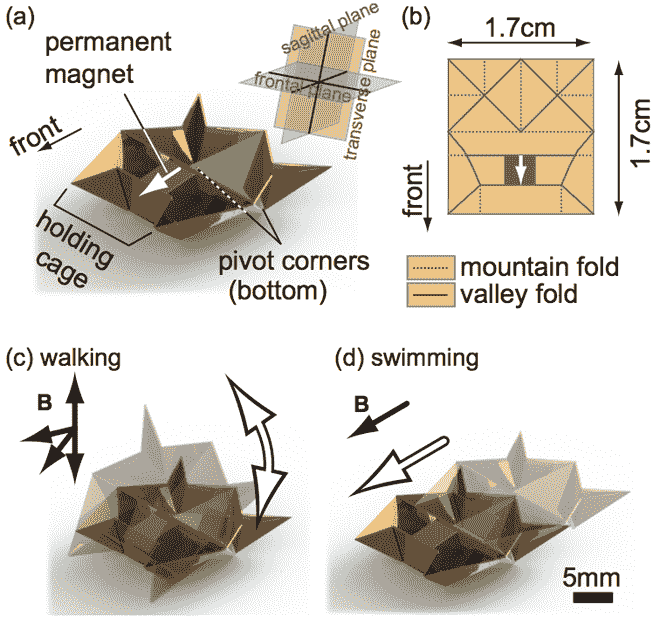 (a)
permanent
magnet
front
holding
cage
pivot corners
(bottom)
sagittal plane
frontal plane
transverse plane
(b)
1.7cm
1.7cm
front
mountain fold
valley fold
(c) walking
B
(d) swimming
B
5mm